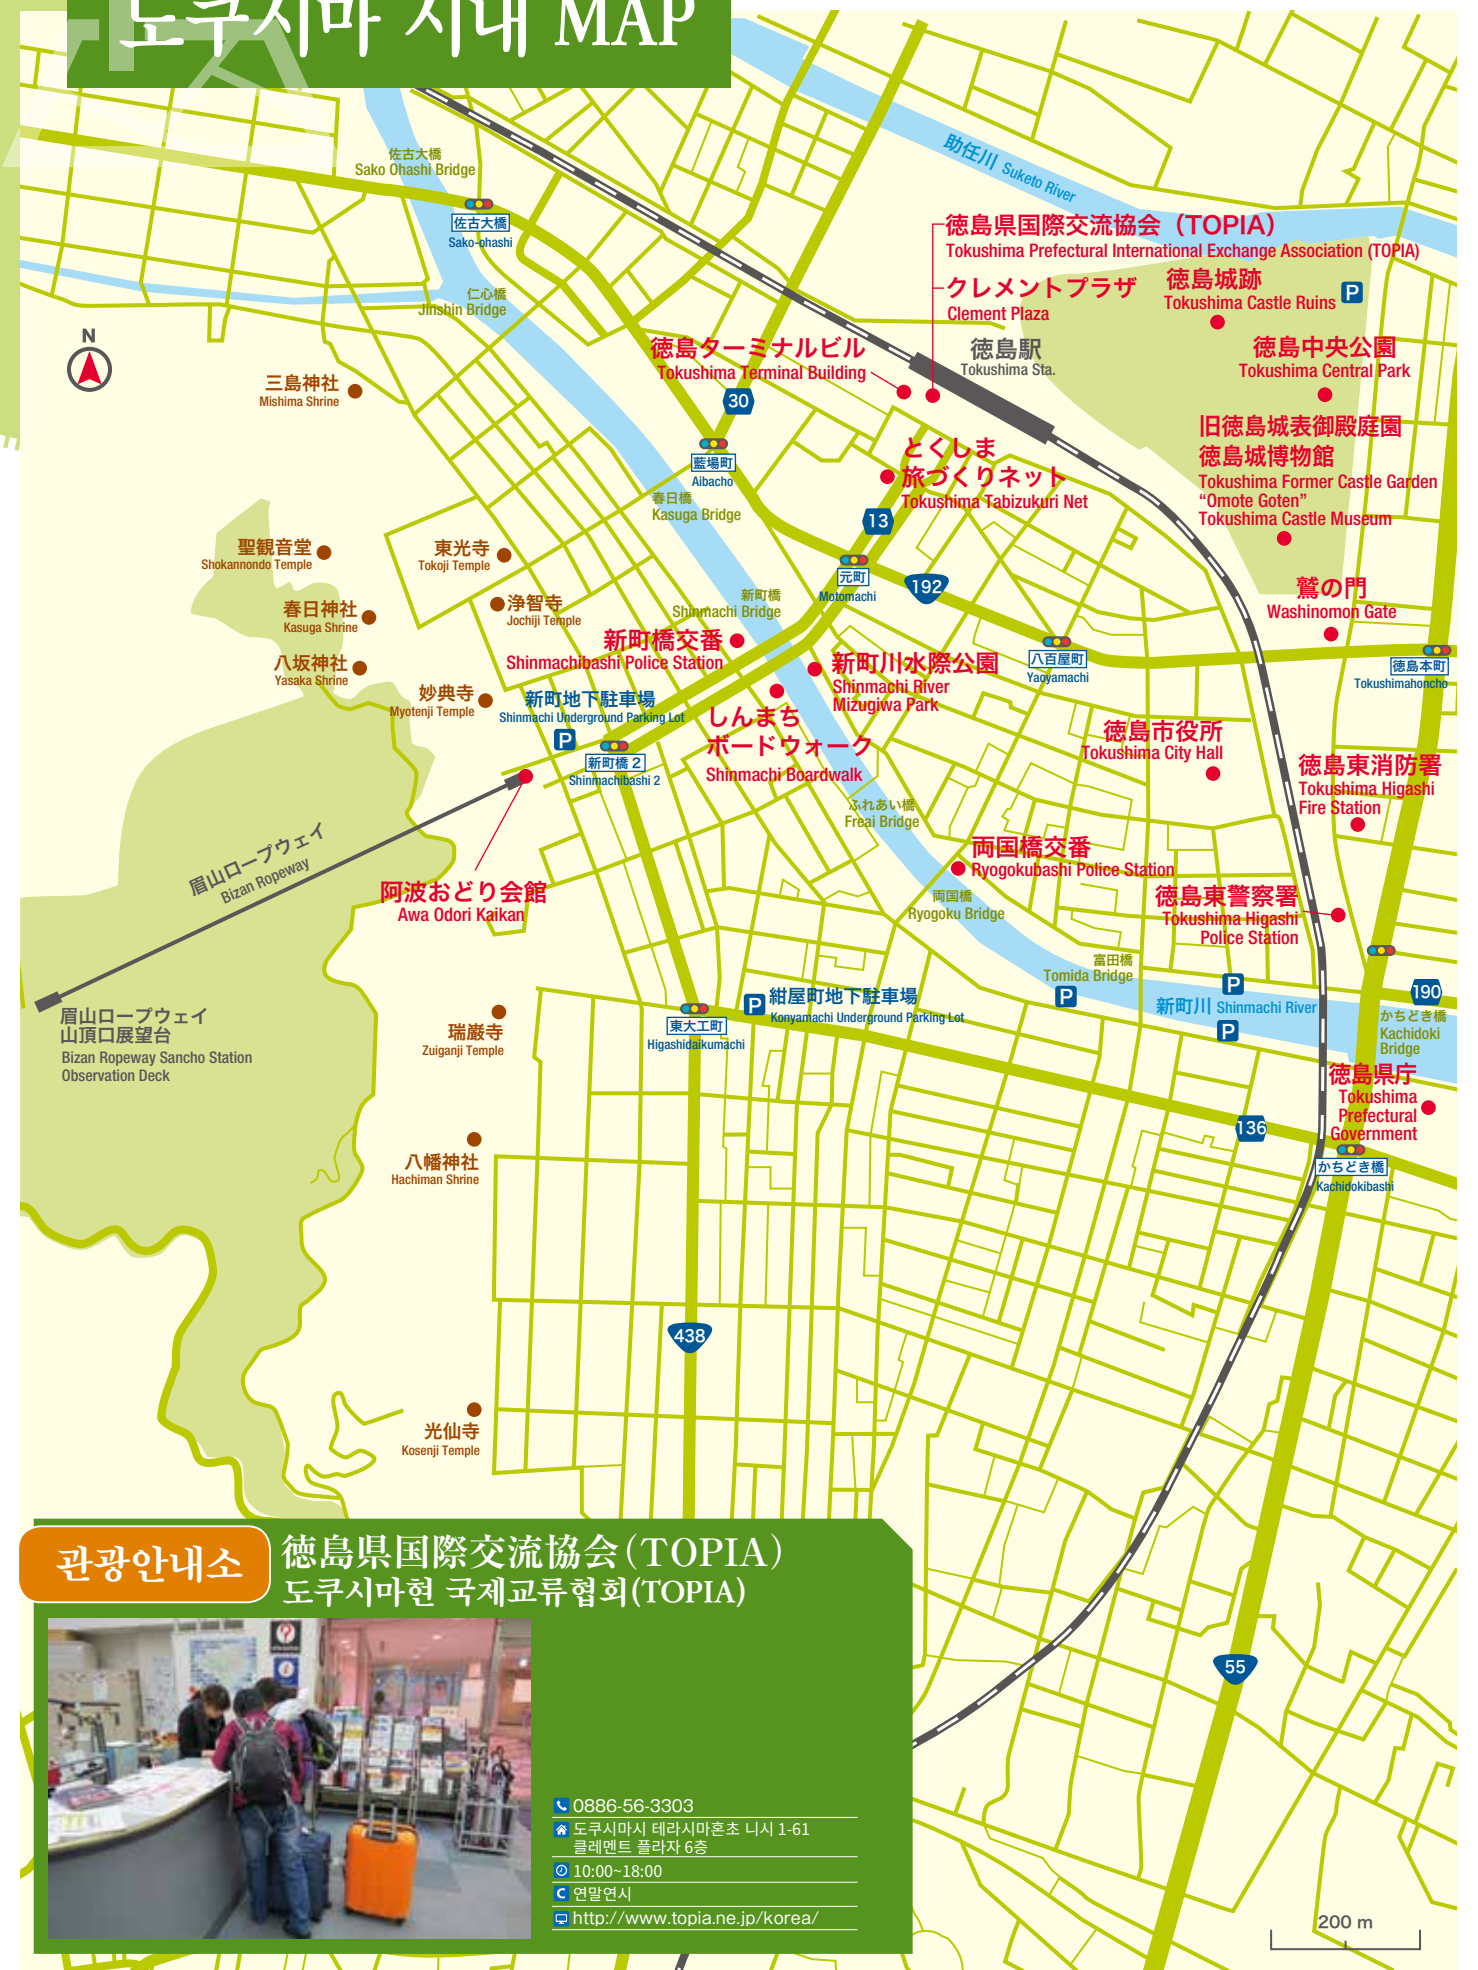 도쿠시마 시내 MAP
助任川 Suketo River
佐古大橋
Sako Ohashi Bridge
佐古大橋
Sako-ohashi
徳島県国際交流協会（TOPIA）
Tokushima Prefectural International Exchange Association (TOPIA)
クレメントプラザ
Clement Plaza
徳島城跡
Tokushima Castle Ruins
P
仁心橋
Jinshin Bridge
N
徳島ターミナルビル
Tokushima Terminal Building
徳島駅
Tokushima Sta.
徳島中央公園
Tokushima Central Park
三島神社
Mishima Shrine
30
旧徳島城表御殿庭園
徳島城博物館
Tokushima Former Castle Garden
“Omote Goten”
Tokushima Castle Museum
藍場町
Aibacho
とくしま
旅づくりネット
Tokushima Tabizukuri Net
春日橋
Kasuga Bridge
13
聖観音堂
Shokannondo Temple
東光寺
Tokoji Temple
元町
Motomachi
192
鷲の門
Washinomon Gate
春日神社
Kasuga Shrine
浄智寺
Jochiji Temple
新町橋
Shinmachi Bridge
新町橋交番
Shinmachibashi Police Station
八百屋町
Yaoyamachi
徳島本町
Tokushimahoncho
八坂神社
Yasaka Shrine
新町川水際公園
Shinmachi River
Mizugiwa Park
妙典寺
Myotenji Temple
新町地下駐車場
Shinmachi Underground Parking Lot
P
しんまち
ボードウォーク
Shinmachi Boardwalk
新町橋 2
Shinmachibashi 2
徳島市役所
Tokushima City Hall
徳島東消防署
Tokushima Higashi
Fire Station
ふれあい橋
Freai Bridge
眉山ロープウェイ
Bizan Ropeway
両国橋交番
Ryogokubashi Police Station
阿波おどり会館
Awa Odori Kaikan
両国橋
Ryogoku Bridge
徳島東警察署
Tokushima Higashi
Police Station
富田橋
Tomida Bridge
P
P
新町川 Shinmachi River
P
190
かちどき橋
Kachidoki
Bridge
眉山ロープウェイ
山頂口展望台
Bizan Ropeway Sancho Station
Observation Deck
瑞巌寺
Zuiganji Temple
東大工町
Higashidaikumachi
P
紺屋町地下駐車場
Konyamachi Underground Parking Lot
徳島県庁
Tokushima
Prefectural
Government
136
かちどき橋
Kachidokibashi
八幡神社
Hachiman Shrine
438
光仙寺
Kosenji Temple
55
관광안내소
徳島県国際交流協会（TOPIA）
도쿠시마현 국제교류협회(TOPIA)
?
i
0886-56-3303
도쿠시마시 테라시마혼초 니시 1-61
클레멘트 플라자 6층
10:00~18:00
C 연말연시
http://www.topia.ne.jp/korea/
200 m